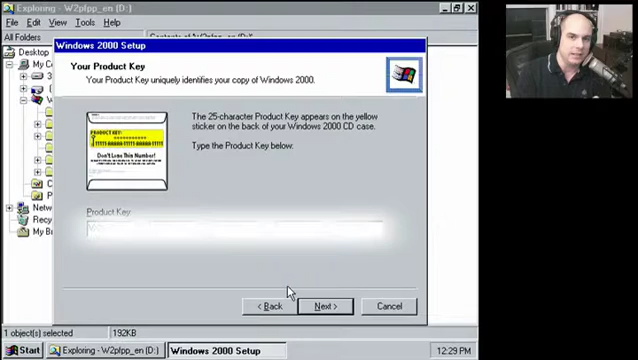 Exploring - W2plpp_en (D:)
File Edit View Tools Help
All Folders
Desktop
Windows 2000 Setup
Your Product Key
Your Product Key uniquely identifies your copy of Windows 2000.
The 25-character Product Key appears on the yellow
sticker on the back of your Windows 2000 CD case.
Type the Product Key below:
PRODUCT KEY:
Don't Lose This Number!
Product Key:
< Back Next > Cancel
1 object(s) selected 192KB
Start Exploring - W2plpp_en (D:) Windows 2000 Setup 12:29 PM